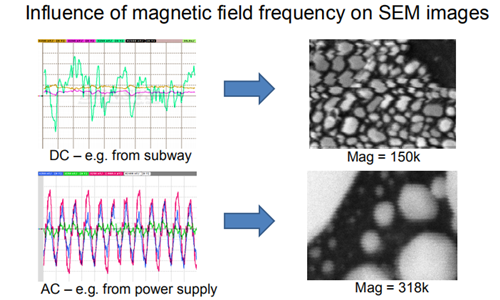 Influence of magnetic field frequency on SEM images
DC – e.g. from subway
Mag = 150k
AC – e.g. from power supply
Mag = 318k